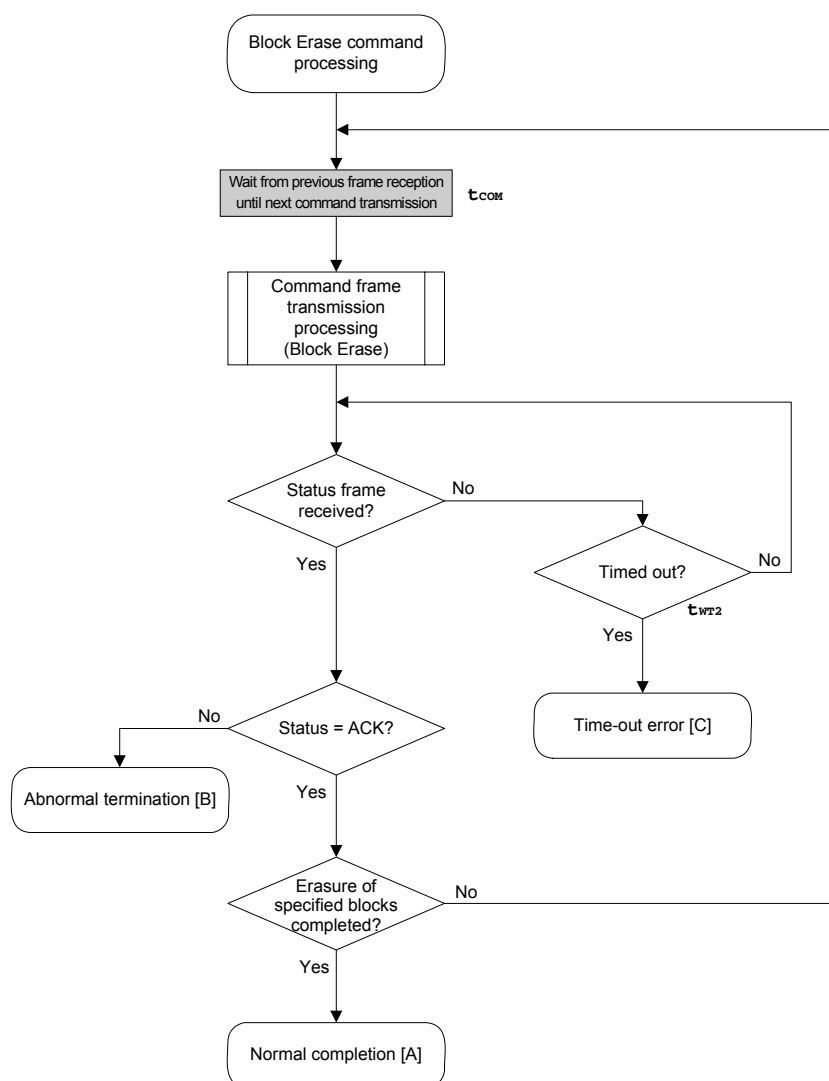 Block Erase command
processing
Wait from previous frame reception
until next command transmission
tCOM
Command frame
transmission
processing
(Block Erase)
Status frame
received?
No
Yes
Timed out?
No
tWT2
Yes
Time-out error [C]
Status = ACK?
No
Abnormal termination [B]
Yes
Erasure of
specified blocks
completed?
No
Yes
Normal completion [A]